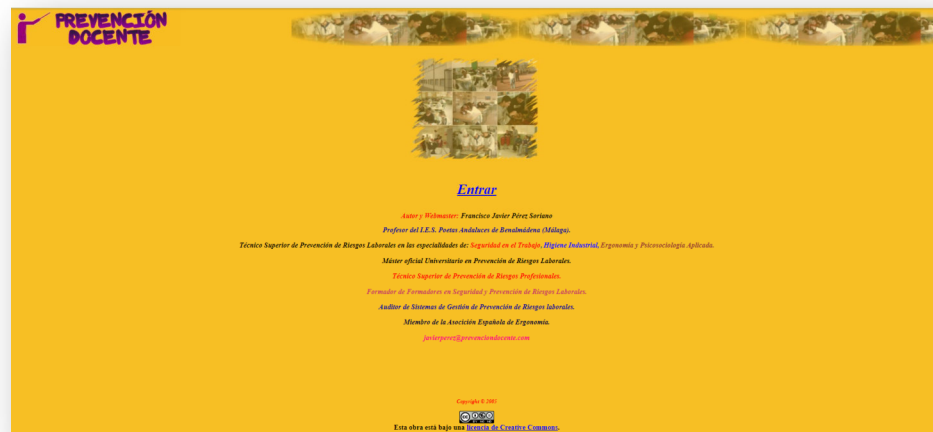 PREVENCIÓN
DOCENTE
Entrar
Autor y Webmaster: Francisco Javier Pérez Soriano
Profesor del I.E.S. Poetas Andaluces de Benalmádena (Málaga).
Técnico Superior de Prevención de Riesgos Laborales en las especialidades de: Seguridad en el Trabajo, Higiene Industrial, Ergonomía y Psicosociología Aplicada.
Máster oficial Universitario en Prevención de Riesgos Laborales.
Técnico Superior de Prevención de Riesgos Profesionales.
Formador de Formadores en Seguridad y Prevención de Riesgos Laborales.
Auditor de Sistemas de Gestión de Prevención de Riesgos laborales.
Miembro de la Asocición Española de Ergonomía.
javierperez@prevenciondocente.com
Copyright © 2005
Esta obra está bajo una licencia de Creative Commons.